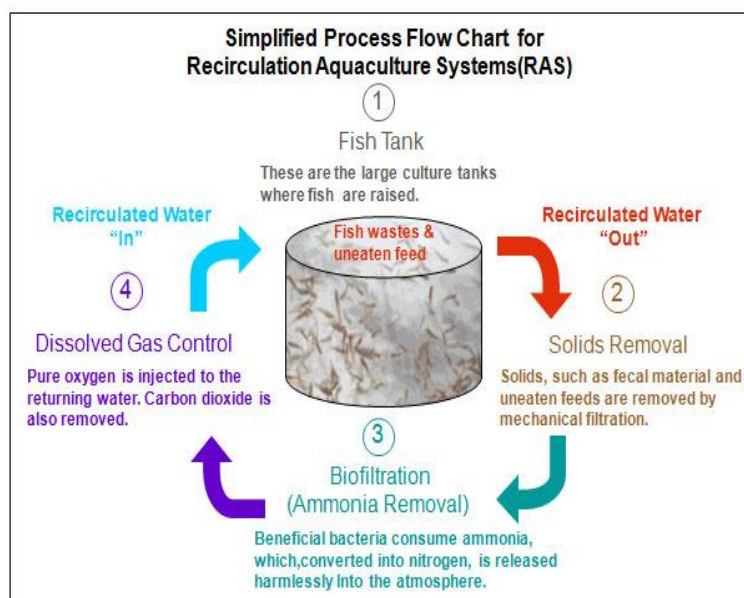 Simplified Process Flow Chart for
Recirculation Aquaculture Systems(RAS)
1
Fish Tank
These are the large culture tanks
where fish are raised.
Recirculated Water
“In”
Fish wastes &
uneaten feed
Recirculated Water
“Out”
2
Solids Removal
Solids, such as fecal material and
uneaten feeds are removed by
mechanical filtration.
3
Biofiltration
(Ammonia Removal)
Beneficial bacteria consume ammonia,
which,converted into nitrogen, is released
harmlessly Into the atmosphere.
4
Dissolved Gas Control
Pure oxygen is injected to the
returning water. Carbon dioxide is
also removed.